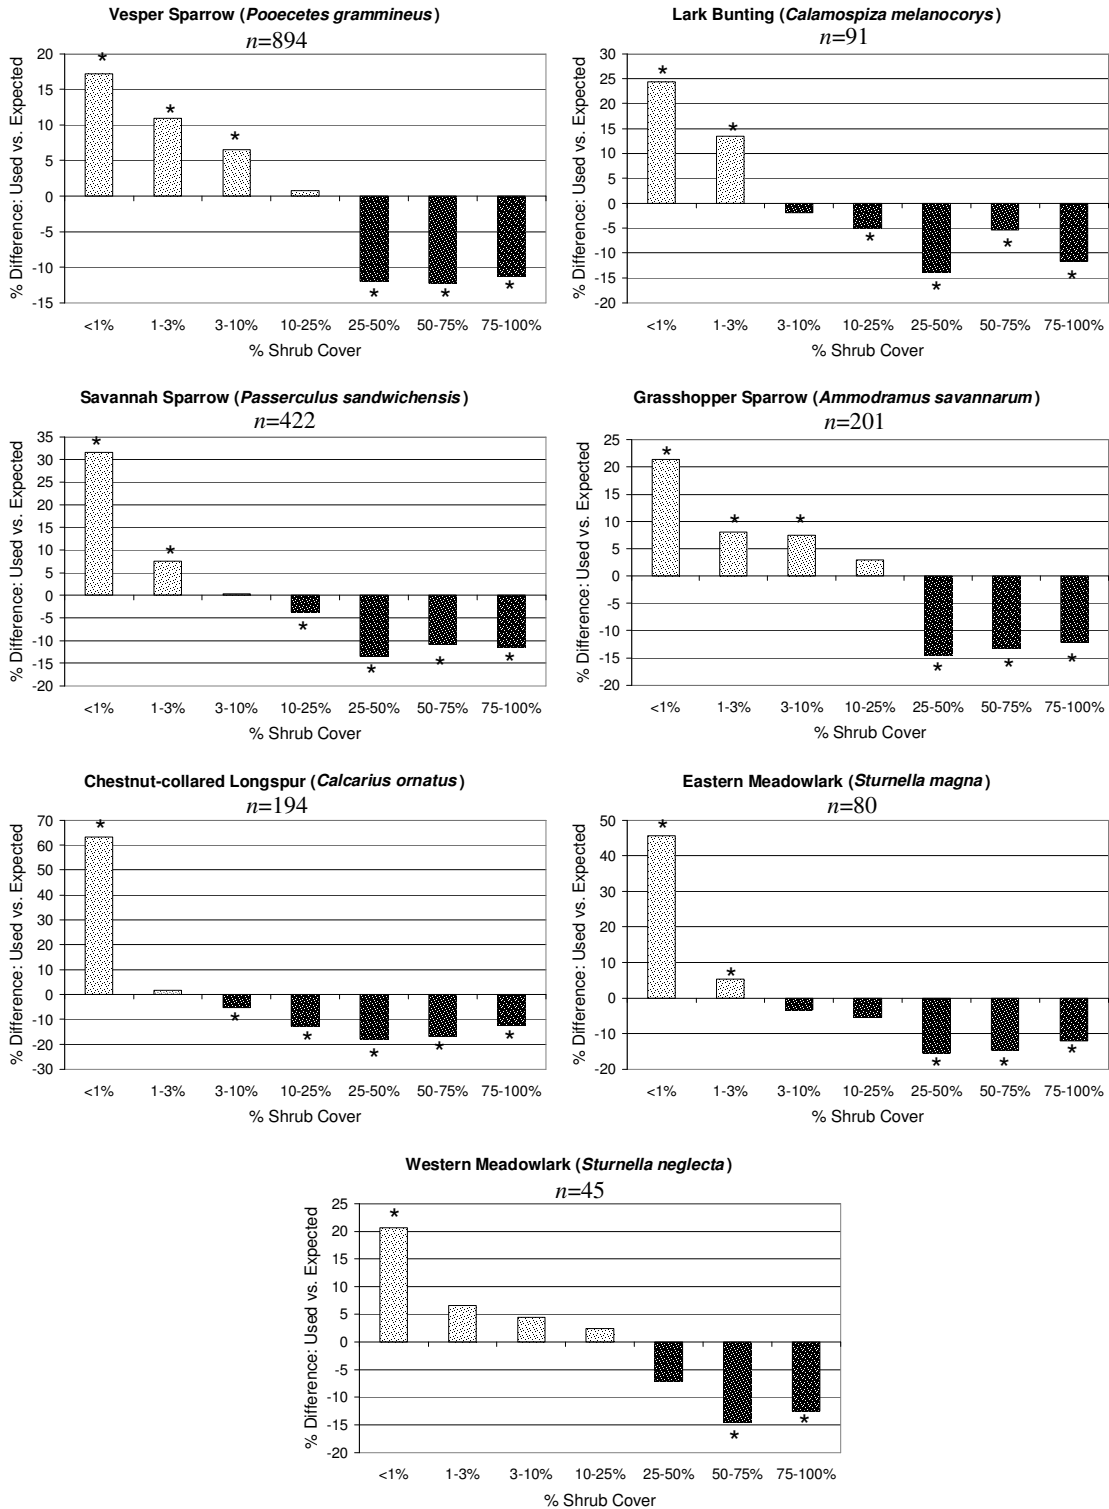 Vesper Sparrow (Pooecetes grammineus)
n=894
% Difference: Used vs. Expected
20
15
10
5
0
-5
-10
-15
* * * * * *
<1% 1-3% 3-10% 10-25% 25-50% 50-75% 75-100%
% Shrub Cover
Lark Bunting (Calamospiza melanocorys)
n=91
% Difference: Used vs. Expected
30
25
20
15
10
5
0
-5
-10
-15
-20
* * * * * *
<1% 1-3% 3-10% 10-25% 25-50% 50-75% 75-100%
% Shrub Cover
Savannah Sparrow (Passerculus sandwichensis)
n=422
% Difference: Used vs. Expected
35
30
25
20
15
10
5
0
-5
-10
-15
-20
* * * * * *
<1% 1-3% 3-10% 10-25% 25-50% 50-75% 75-100%
% Shrub Cover
Grasshopper Sparrow (Ammodramus savannarum)
n=201
% Difference: Used vs. Expected
25
20
15
10
5
0
-5
-10
-15
-20
* * * * * *
<1% 1-3% 3-10% 10-25% 25-50% 50-75% 75-100%
% Shrub Cover
Chestnut-collared Longspur (Calcarius ornatus)
n=194
% Difference: Used vs. Expected
70
60
50
40
30
20
10
0
-10
-20
-30
* * * * * *
<1% 1-3% 3-10% 10-25% 25-50% 50-75% 75-100%
% Shrub Cover
Eastern Meadowlark (Sturnella magna)
n=80
% Difference: Used vs. Expected
50
40
30
20
10
0
-10
-20
* * * * *
<1% 1-3% 3-10% 10-25% 25-50% 50-75% 75-100%
% Shrub Cover
Western Meadowlark (Sturnella neglecta)
n=45
% Difference: Used vs. Expected
25
20
15
10
5
0
-5
-10
-15
-20
* * *
<1% 1-3% 3-10% 10-25% 25-50% 50-75% 75-100%
% Shrub Cover